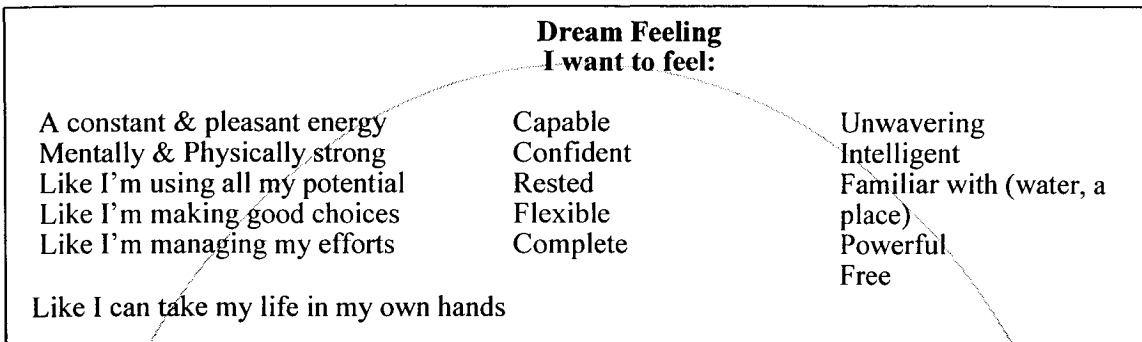 Dream Feeling
I want to feel:
A constant & pleasant energy
Mentally & Physically strong
Like I'm using all my potential
Like I'm making good choices
Like I'm managing my efforts
Like I can take my life in my own hands
Capable
Confident
Rested
Flexible
Complete
Unwavering
Intelligent
Familiar with (water, a
place)
Powerful
Free